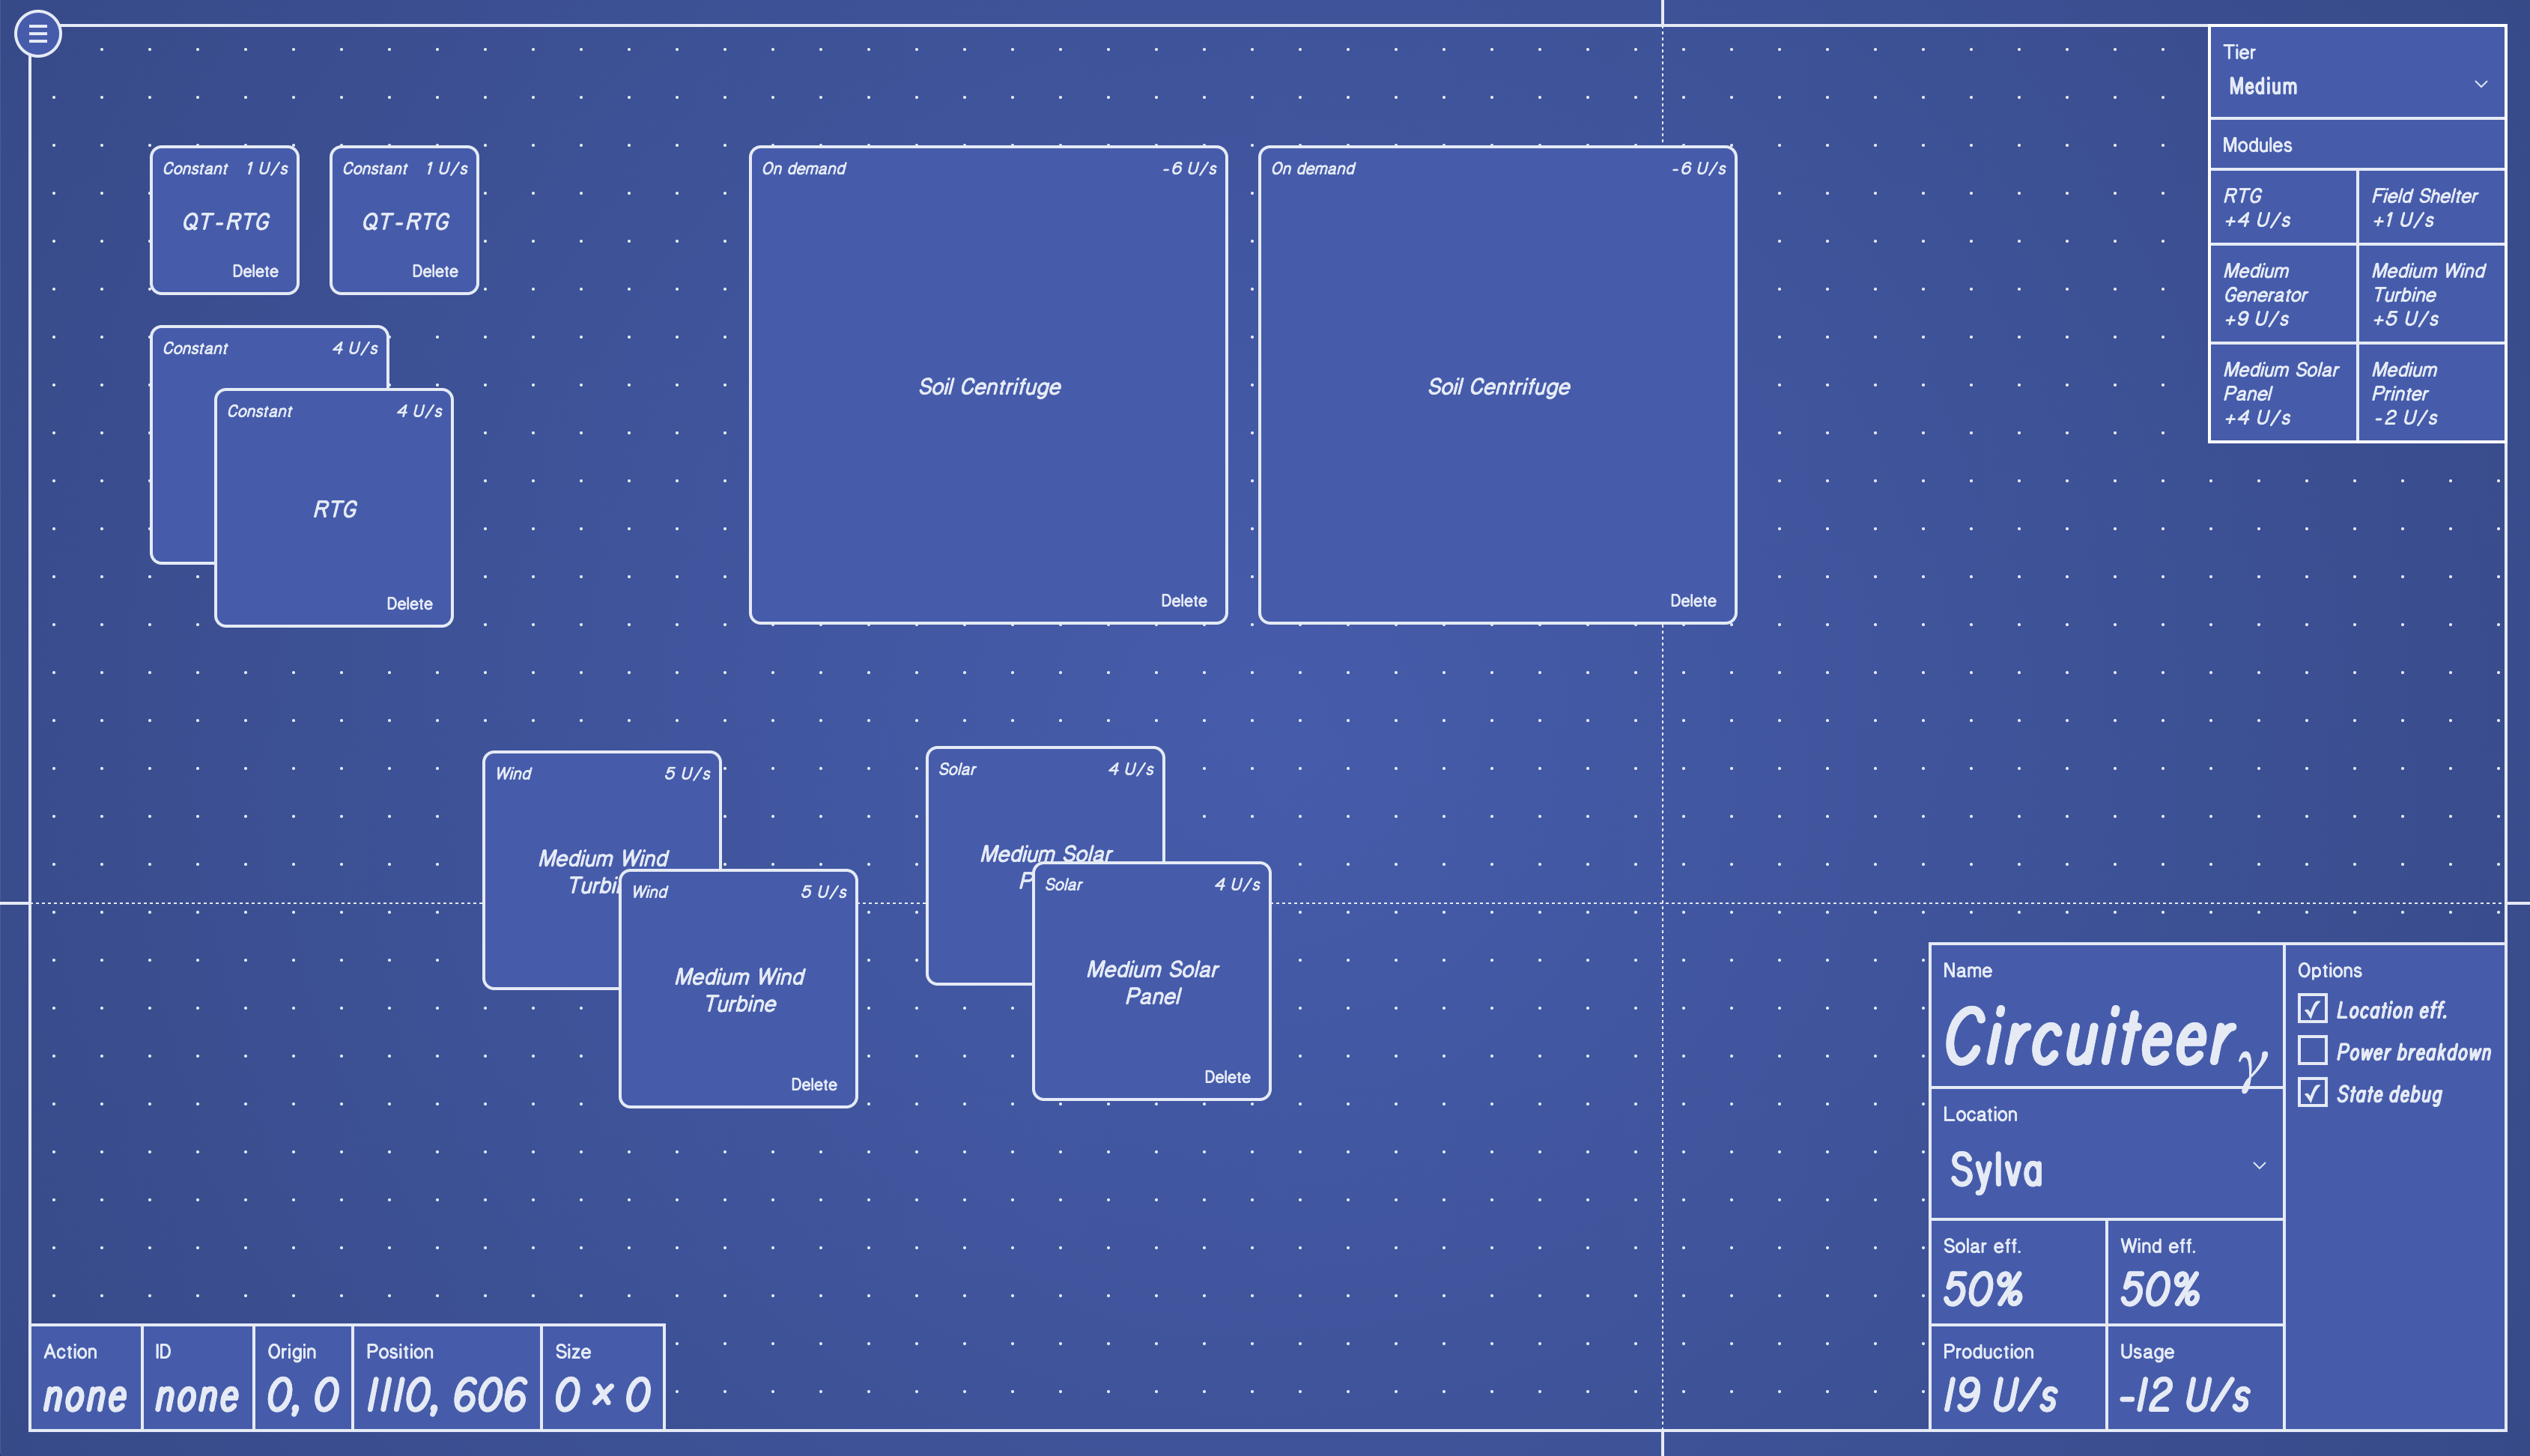 Constant 1 U/s
QT-RTG
Delete
Constant 1 U/s
QT-RTG
Delete
Constant 4 U/s
Constant 4 U/s
RTG
Delete
On demand -6 U/s
Soil Centrifuge
Delete
On demand -6 U/s
Soil Centrifuge
Delete
Tier
Medium
Modules
RTG
+4 U/s
Field Shelter
+1 U/s
Medium
Generator
+9 U/s
Medium Wind
Turbine
+5 U/s
Medium Solar
Panel
+4 U/s
Medium
Printer
-2 U/s
Wind 5 U/s
Medium Wind
Turbi
Wind 5 U/s
Medium Wind
Turbine
Delete
Solar 4 U/s
Medium Solar
P
Solar 4 U/s
Medium Solar
Panel
Delete
Name
Circuiteer γ
Location
Sylva
Solar eff.
50%
Wind eff.
50%
Production
19 U/s
Usage
-12 U/s
Options
Location eff.
Power breakdown
State debug
Action
none
ID
none
Origin
0, 0
Position
1110, 606
Size
0 × 0